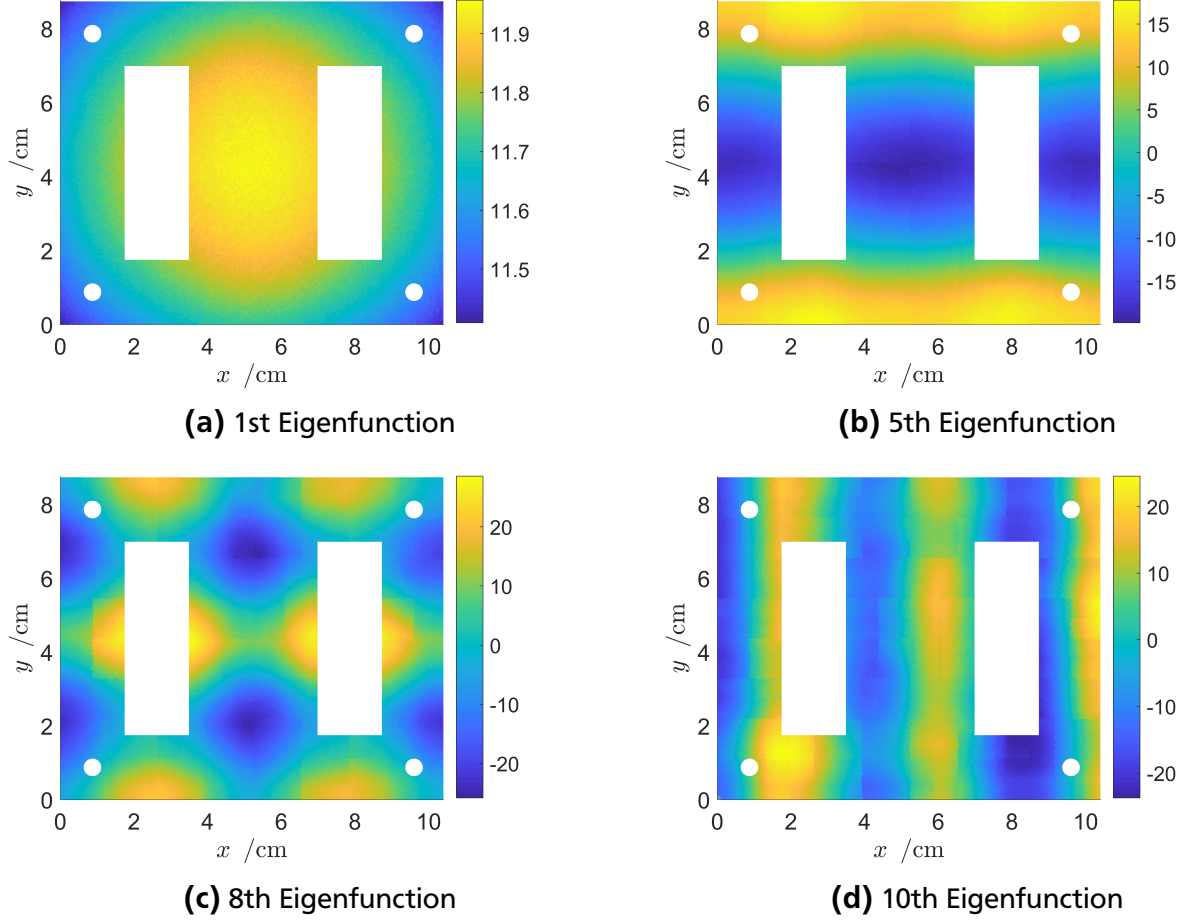 8
6
4
2
0
0 2 4 6 8 10
y /cm
x /cm
11.9
11.8
11.7
11.6
11.5
(a) 1st Eigenfunction
8
6
4
2
0
0 2 4 6 8 10
y /cm
x /cm
15
10
5
0
-5
-10
-15
(b) 5th Eigenfunction
8
6
4
2
0
0 2 4 6 8 10
y /cm
x /cm
20
10
0
-10
-20
(c) 8th Eigenfunction
8
6
4
2
0
0 2 4 6 8 10
y /cm
x /cm
20
10
0
-10
-20
(d) 10th Eigenfunction